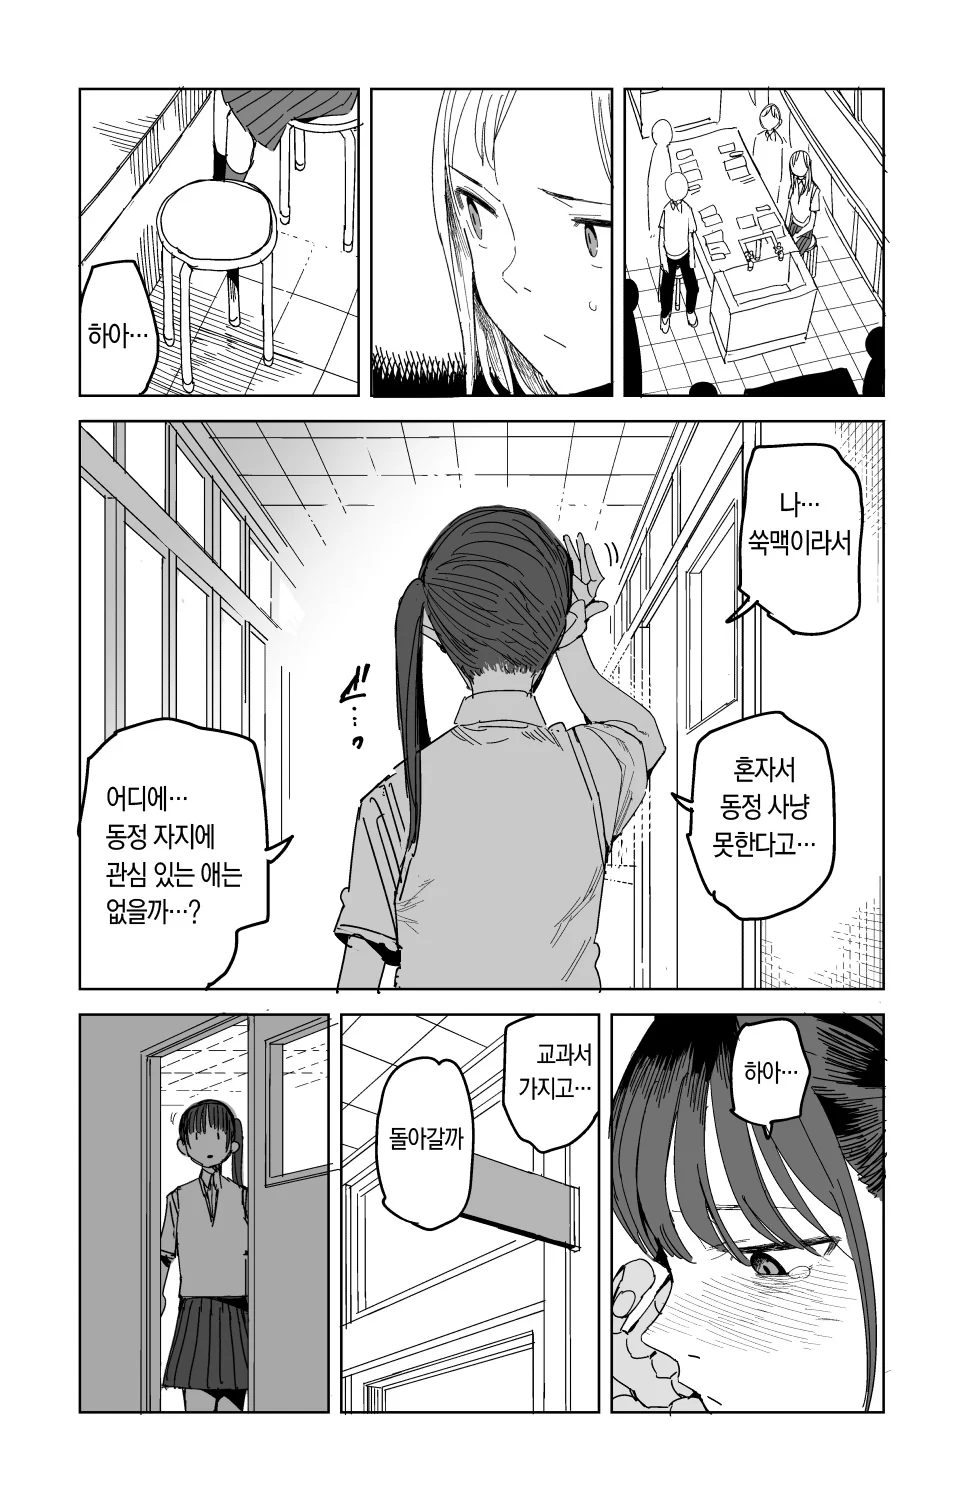 하아…
나…
쑥맥이라서
혼자서
동정 사냥
못한다고…
어디에…
동정 자지에
관심 있는 애는
없을까…?
하아…
교과서
가지고…
돌아갈까